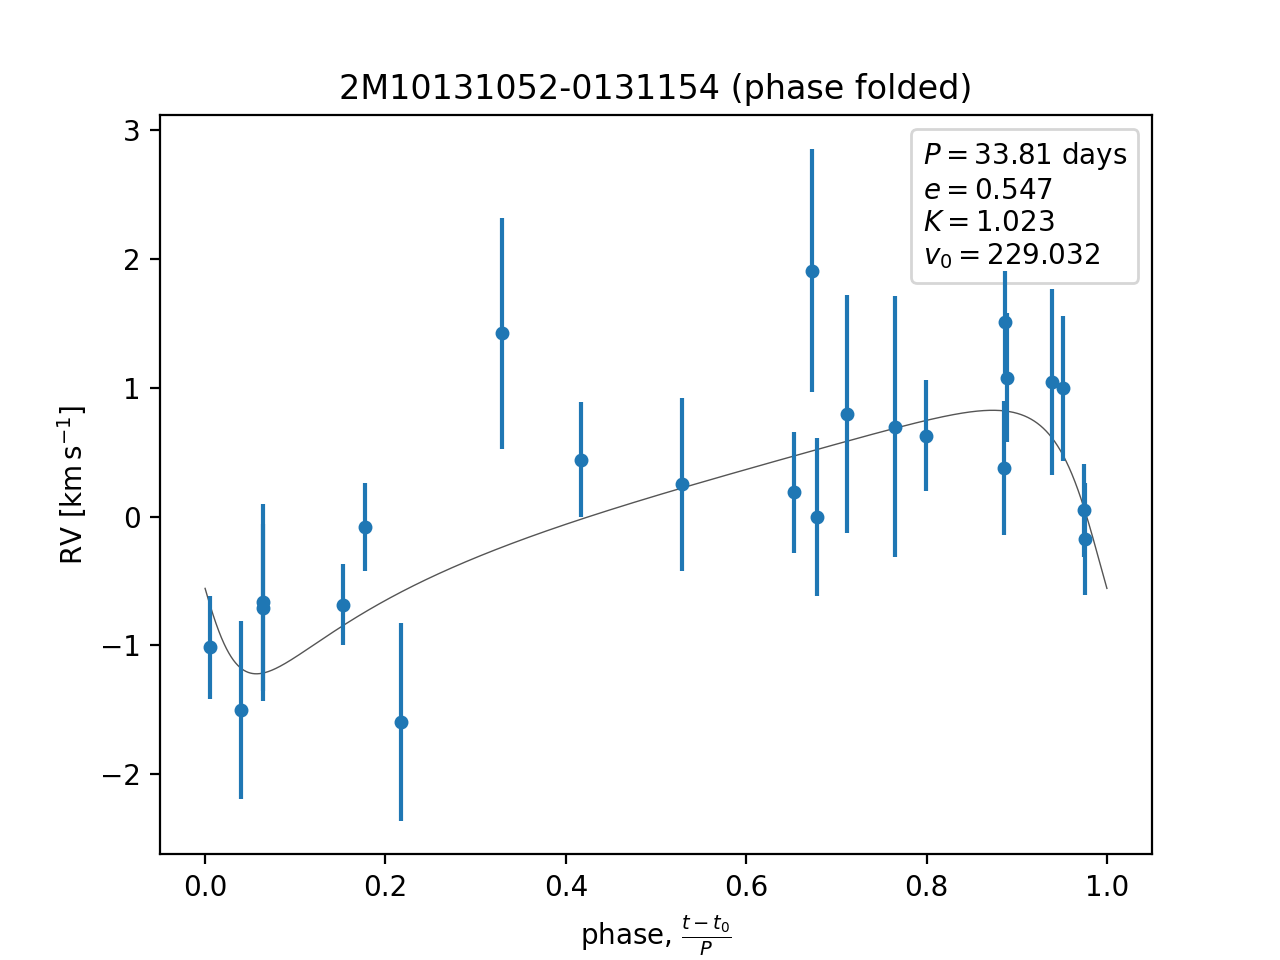 2M10131052-0131154 (phase folded)
P = 33.81 days
e = 0.547
K = 1.023
v₀ = 229.032
3
2
1
0
−1
−2
RV [km s⁻¹]
0.0 0.2 0.4 0.6 0.8 1.0
phase, (t − t₀)/P